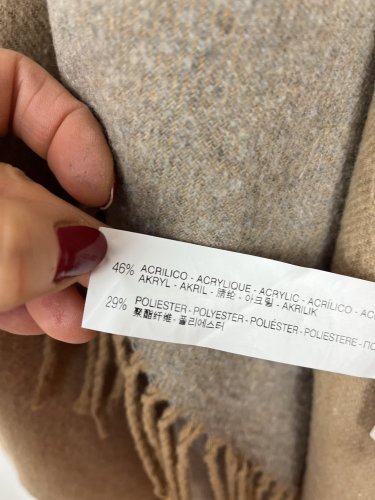 46% ACRILICO - ACRYLIQUE - ACRYLIC - ACRÍLICO -
AKRYL - AKRIL - 腈纶 - 아크릴 - AKRILIK
29% POLIESTER - POLYESTER - POLIÉSTER - POLIESTERE -
聚酯纤维 - 폴리에스터